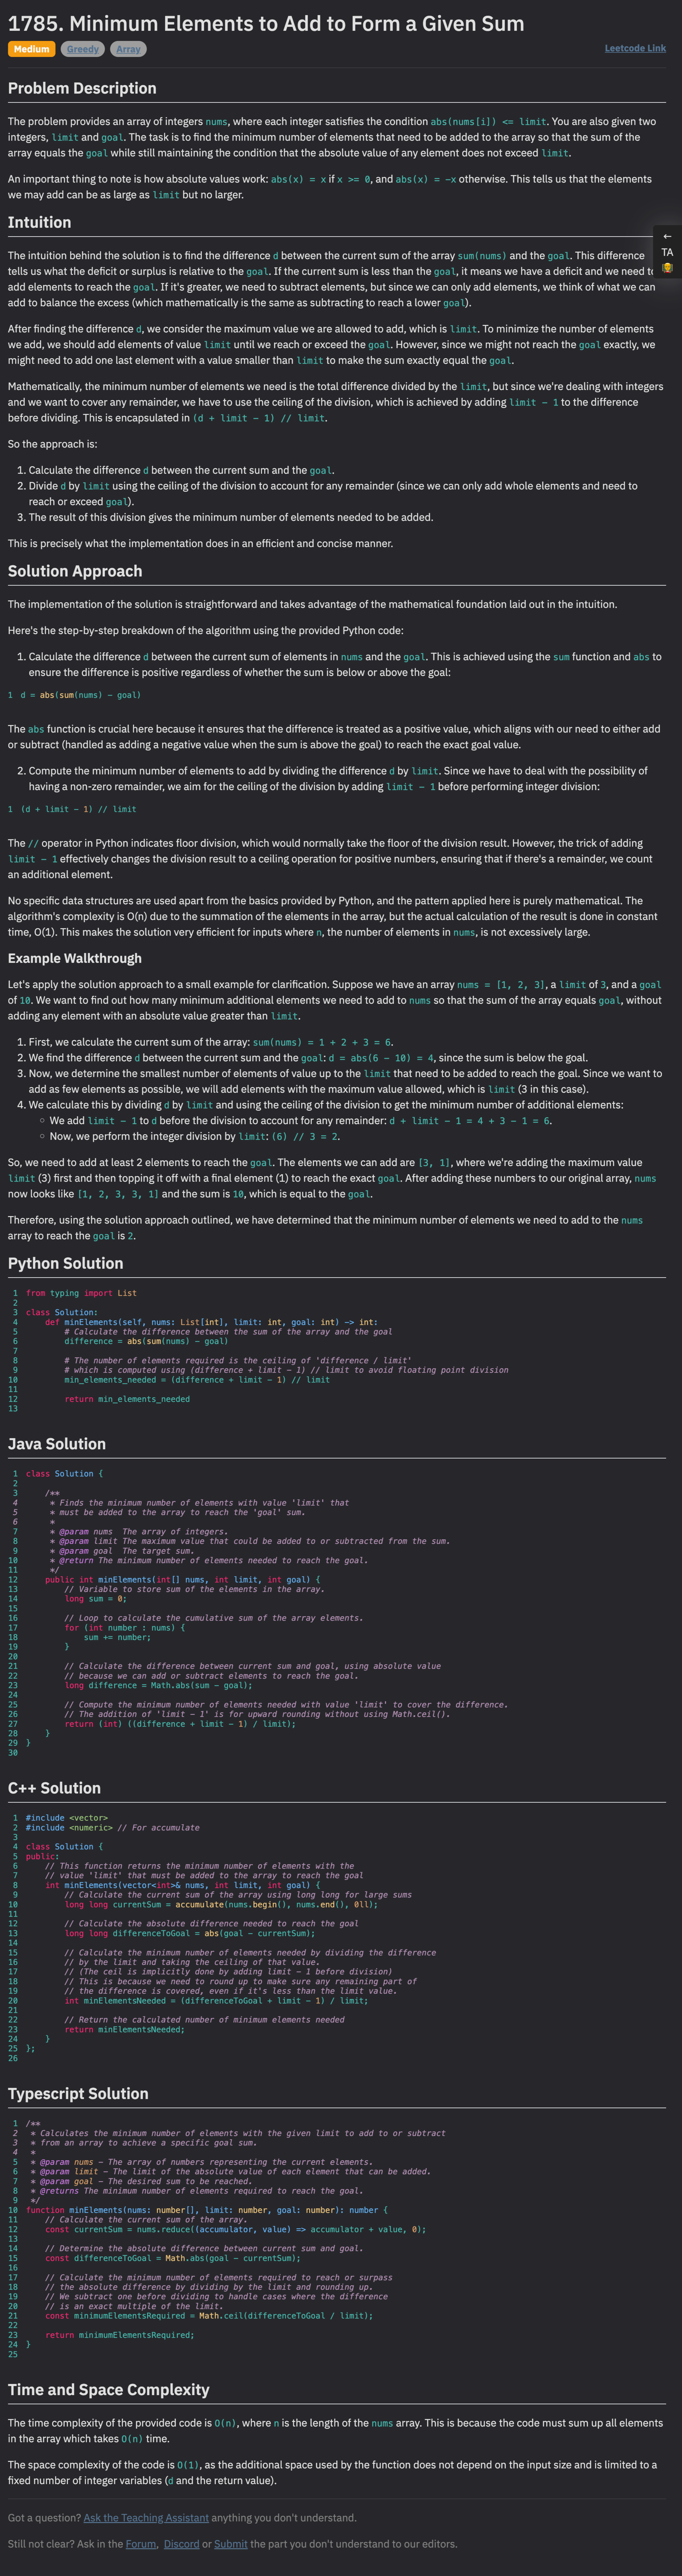 1785. Minimum Elements to Add to Form a Given Sum
Medium Greedy Array Leetcode Link
Problem Description
The problem provides an array of integers nums, where each integer satisfies the condition abs(nums[i]) <= limit. You are also given two
integers, limit and goal. The task is to find the minimum number of elements that need to be added to the array so that the sum of the
array equals the goal while still maintaining the condition that the absolute value of any element does not exceed limit.
An important thing to note is how absolute values work: abs(x) = x if x >= 0, and abs(x) = -x otherwise. This tells us that the elements
we may add can be as large as limit but no larger.
Intuition
←
TA
The intuition behind the solution is to find the difference d between the current sum of the array sum(nums) and the goal. This difference
tells us what the deficit or surplus is relative to the goal. If the current sum is less than the goal, it means we have a deficit and we need to
add elements to reach the goal. If it's greater, we need to subtract elements, but since we can only add elements, we think of what we can
add to balance the excess (which mathematically is the same as subtracting to reach a lower goal).
After finding the difference d, we consider the maximum value we are allowed to add, which is limit. To minimize the number of elements
we add, we should add elements of value limit until we reach or exceed the goal. However, since we might not reach the goal exactly, we
might need to add one last element with a value smaller than limit to make the sum exactly equal the goal.
Mathematically, the minimum number of elements we need is the total difference divided by the limit, but since we're dealing with integers
and we want to cover any remainder, we have to use the ceiling of the division, which is achieved by adding limit - 1 to the difference
before dividing. This is encapsulated in (d + limit - 1) // limit.
So the approach is:
1. Calculate the difference d between the current sum and the goal.
2. Divide d by limit using the ceiling of the division to account for any remainder (since we can only add whole elements and need to
reach or exceed goal).
3. The result of this division gives the minimum number of elements needed to be added.
This is precisely what the implementation does in an efficient and concise manner.
Solution Approach
The implementation of the solution is straightforward and takes advantage of the mathematical foundation laid out in the intuition.
Here's the step-by-step breakdown of the algorithm using the provided Python code:
1. Calculate the difference d between the current sum of elements in nums and the goal. This is achieved using the sum function and abs to
ensure the difference is positive regardless of whether the sum is below or above the goal:
1 d = abs(sum(nums) - goal)
The abs function is crucial here because it ensures that the difference is treated as a positive value, which aligns with our need to either add
or subtract (handled as adding a negative value when the sum is above the goal) to reach the exact goal value.
2. Compute the minimum number of elements to add by dividing the difference d by limit. Since we have to deal with the possibility of
having a non-zero remainder, we aim for the ceiling of the division by adding limit - 1 before performing integer division:
1 (d + limit - 1) // limit
The // operator in Python indicates floor division, which would normally take the floor of the division result. However, the trick of adding
limit - 1 effectively changes the division result to a ceiling operation for positive numbers, ensuring that if there's a remainder, we count
an additional element.
No specific data structures are used apart from the basics provided by Python, and the pattern applied here is purely mathematical. The
algorithm's complexity is O(n) due to the summation of the elements in the array, but the actual calculation of the result is done in constant
time, O(1). This makes the solution very efficient for inputs where n, the number of elements in nums, is not excessively large.
Example Walkthrough
Let's apply the solution approach to a small example for clarification. Suppose we have an array nums = [1, 2, 3], a limit of 3, and a goal
of 10. We want to find out how many minimum additional elements we need to add to nums so that the sum of the array equals goal, without
adding any element with an absolute value greater than limit.
1. First, we calculate the current sum of the array: sum(nums) = 1 + 2 + 3 = 6.
2. We find the difference d between the current sum and the goal: d = abs(6 - 10) = 4, since the sum is below the goal.
3. Now, we determine the smallest number of elements of value up to the limit that need to be added to reach the goal. Since we want to
add as few elements as possible, we will add elements with the maximum value allowed, which is limit (3 in this case).
4. We calculate this by dividing d by limit and using the ceiling of the division to get the minimum number of additional elements:
◦ We add limit - 1 to d before the division to account for any remainder: d + limit - 1 = 4 + 3 - 1 = 6.
◦ Now, we perform the integer division by limit: (6) // 3 = 2.
So, we need to add at least 2 elements to reach the goal. The elements we can add are [3, 1], where we're adding the maximum value
limit (3) first and then topping it off with a final element (1) to reach the exact goal. After adding these numbers to our original array, nums
now looks like [1, 2, 3, 3, 1] and the sum is 10, which is equal to the goal.
Therefore, using the solution approach outlined, we have determined that the minimum number of elements we need to add to the nums
array to reach the goal is 2.
Python Solution
1 from typing import List
2
3 class Solution:
4     def minElements(self, nums: List[int], limit: int, goal: int) -> int:
5         # Calculate the difference between the sum of the array and the goal
6         difference = abs(sum(nums) - goal)
7
8         # The number of elements required is the ceiling of 'difference / limit'
9         # which is computed using (difference + limit - 1) // limit to avoid floating point division
10         min_elements_needed = (difference + limit - 1) // limit
11
12         return min_elements_needed
13
Java Solution
1 class Solution {
2
3     /**
4      * Finds the minimum number of elements with value 'limit' that
5      * must be added to the array to reach the 'goal' sum.
6      *
7      * @param nums  The array of integers.
8      * @param limit The maximum value that could be added to or subtracted from the sum.
9      * @param goal  The target sum.
10      * @return The minimum number of elements needed to reach the goal.
11      */
12     public int minElements(int[] nums, int limit, int goal) {
13         // Variable to store sum of the elements in the array.
14         long sum = 0;
15
16         // Loop to calculate the cumulative sum of the array elements.
17         for (int number : nums) {
18             sum += number;
19         }
20
21         // Calculate the difference between current sum and goal, using absolute value
22         // because we can add or subtract elements to reach the goal.
23         long difference = Math.abs(sum - goal);
24
25         // Compute the minimum number of elements needed with value 'limit' to cover the difference.
26         // The addition of 'limit - 1' is for upward rounding without using Math.ceil().
27         return (int) ((difference + limit - 1) / limit);
28     }
29 }
30
C++ Solution
1 #include <vector>
2 #include <numeric> // For accumulate
3
4 class Solution {
5 public:
6     // This function returns the minimum number of elements with the
7     // value 'limit' that must be added to the array to reach the goal
8     int minElements(vector<int>& nums, int limit, int goal) {
9         // Calculate the current sum of the array using long long for large sums
10         long long currentSum = accumulate(nums.begin(), nums.end(), 0ll);
11
12         // Calculate the absolute difference needed to reach the goal
13         long long differenceToGoal = abs(goal - currentSum);
14
15         // Calculate the minimum number of elements needed by dividing the difference
16         // by the limit and taking the ceiling of that value.
17         // (The ceil is implicitly done by adding limit - 1 before division)
18         // This is because we need to round up to make sure any remaining part of
19         // the difference is covered, even if it's less than the limit value.
20         int minElementsNeeded = (differenceToGoal + limit - 1) / limit;
21
22         // Return the calculated number of minimum elements needed
23         return minElementsNeeded;
24     }
25 };
26
Typescript Solution
1 /**
2  * Calculates the minimum number of elements with the given limit to add to or subtract
3  * from an array to achieve a specific goal sum.
4  *
5  * @param nums - The array of numbers representing the current elements.
6  * @param limit - The limit of the absolute value of each element that can be added.
7  * @param goal - The desired sum to be reached.
8  * @returns The minimum number of elements required to reach the goal.
9  */
10 function minElements(nums: number[], limit: number, goal: number): number {
11     // Calculate the current sum of the array.
12     const currentSum = nums.reduce((accumulator, value) => accumulator + value, 0);
13
14     // Determine the absolute difference between current sum and goal.
15     const differenceToGoal = Math.abs(goal - currentSum);
16
17     // Calculate the minimum number of elements required to reach or surpass
18     // the absolute difference by dividing by the limit and rounding up.
19     // We subtract one before dividing to handle cases where the difference
20     // is an exact multiple of the limit.
21     const minimumElementsRequired = Math.ceil(differenceToGoal / limit);
22
23     return minimumElementsRequired;
24 }
25
Time and Space Complexity
The time complexity of the provided code is O(n), where n is the length of the nums array. This is because the code must sum up all elements
in the array which takes O(n) time.
The space complexity of the code is O(1), as the additional space used by the function does not depend on the input size and is limited to a
fixed number of integer variables (d and the return value).
Got a question? Ask the Teaching Assistant anything you don't understand.
Still not clear? Ask in the Forum, Discord or Submit the part you don't understand to our editors.